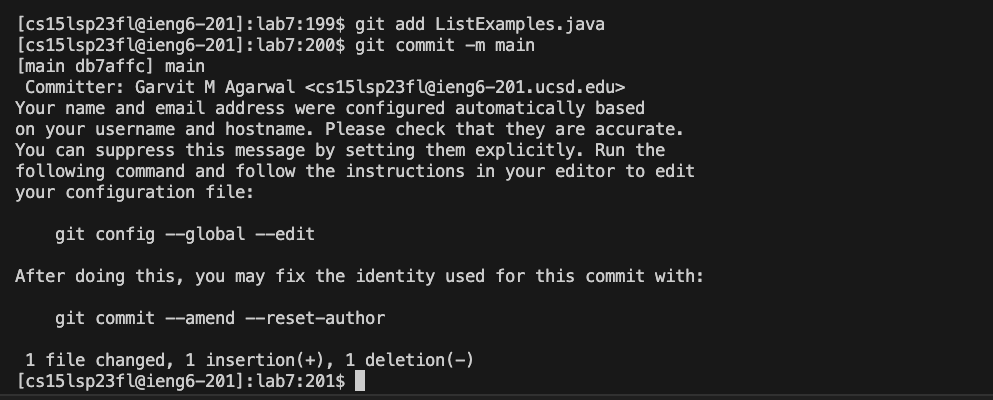 [cs15lsp23fl@ieng6-201]:lab7:199$ git add ListExamples.java
[cs15lsp23fl@ieng6-201]:lab7:200$ git commit -m main
[main db7affc] main
 Committer: Garvit M Agarwal <cs15lsp23fl@ieng6-201.ucsd.edu>
Your name and email address were configured automatically based
on your username and hostname. Please check that they are accurate.
You can suppress this message by setting them explicitly. Run the
following command and follow the instructions in your editor to edit
your configuration file:

    git config --global --edit

After doing this, you may fix the identity used for this commit with:

    git commit --amend --reset-author

 1 file changed, 1 insertion(+), 1 deletion(-)
[cs15lsp23fl@ieng6-201]:lab7:201$